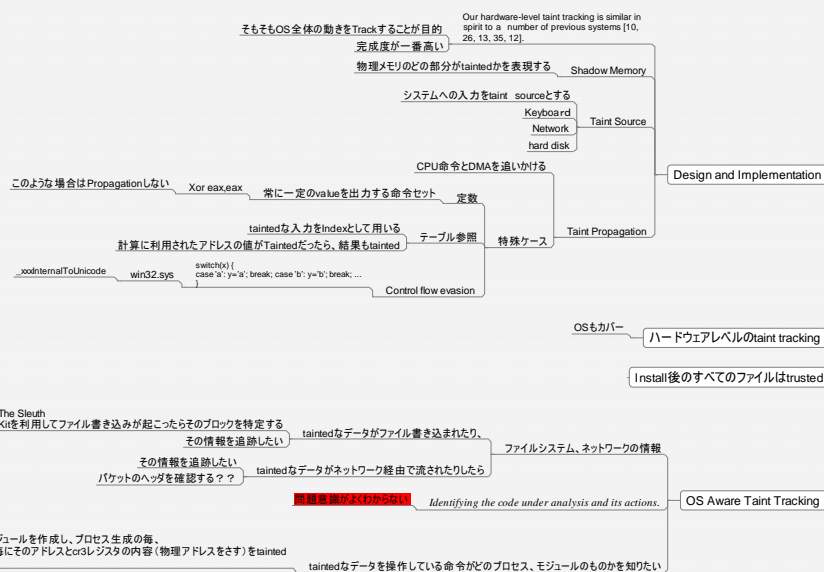 そもそもOS全体の動きをTrackすることが目的
Our hardware-level taint tracking is similar in
spirit to a number of previous systems [10,
26, 13, 35, 12].
完成度が一番高い
物理メモリのどの部分がtaintedかを表現する
Shadow Memory
システムへの入力をtaint sourceとする
Keyboard
Network
hard disk
Taint Source
Design and Implementation
CPU命令とDMAを追いかける
このような場合はPropagationしない
Xor eax,eax
常に一定のvalueを出力する命令セット
定数
taintedな入力をIndexとして用いる
計算に利用されたアドレスの値がTaintedだったら、結果もtainted
テーブル参照
特殊ケース
Taint Propagation
_xxxInternalToUnicode
win32.sys
switch(x) {
case 'a': y='a'; break; case 'b': y='b'; break; ...
}
Control flow evasion
OSもカバー
ハードウェアレベルのtaint tracking
Install後のすべてのファイルはtrusted
The Sleuth
Kitを利用してファイル書き込みが起こったらそのブロックを特定する
その情報を追跡したい
taintedなデータがファイル書き込まれたり、
その情報を追跡したい
パケットのヘッダを確認する？？
taintedなデータがネットワーク経由で流されたりしたら
ファイルシステム、ネットワークの情報
問題意識がよくわからない
Identifying the code under analysis and its actions.
OS Aware Taint Tracking
ジュールを作成し、プロセス生成の毎、
毎にそのアドレスとcr3レジスタの内容（物理アドレスをさす）をtainted
taintedなデータを操作している命令がどのプロセス、モジュールのものかを知りたい